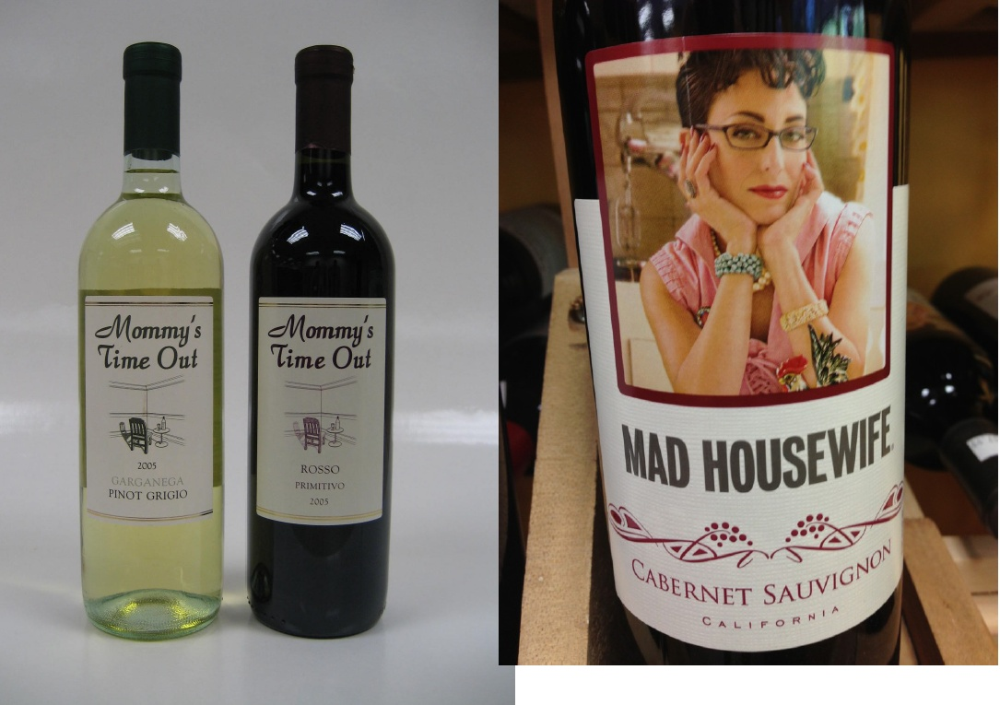 Mommy's
Time Out
2005
GARGANEGA
PINOT GRIGIO
Mommy's
Time Out
ROSSO
PRIMITIVO
2005
MAD HOUSEWIFE
CABERNET SAUVIGNON
CALIFORNIA